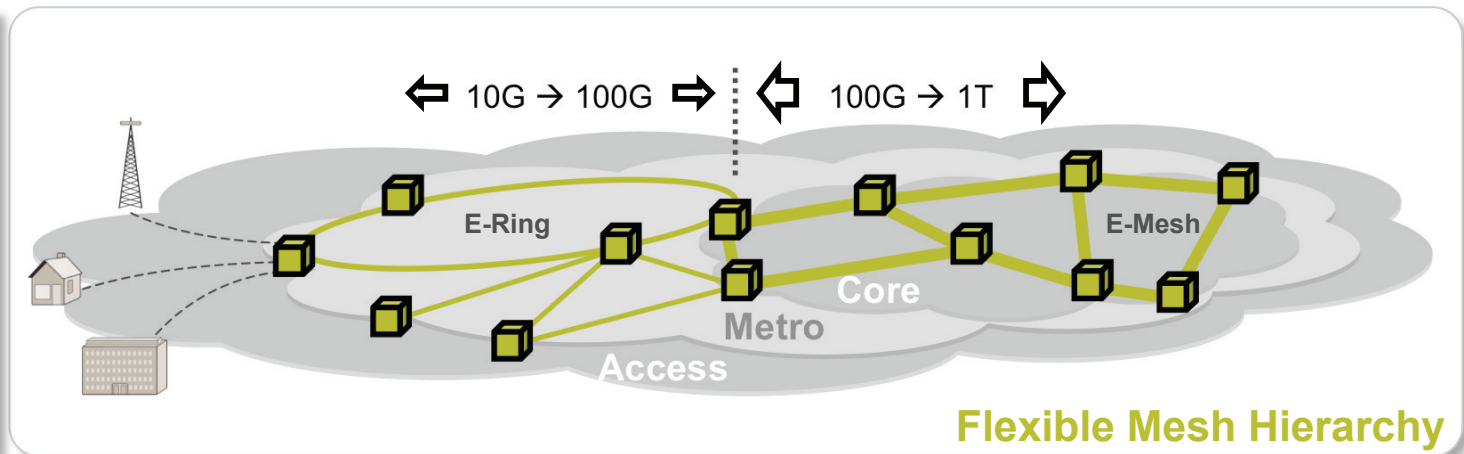 10G → 100G
100G → 1T
E-Ring
E-Mesh
Core
Metro
Access
Flexible Mesh Hierarchy